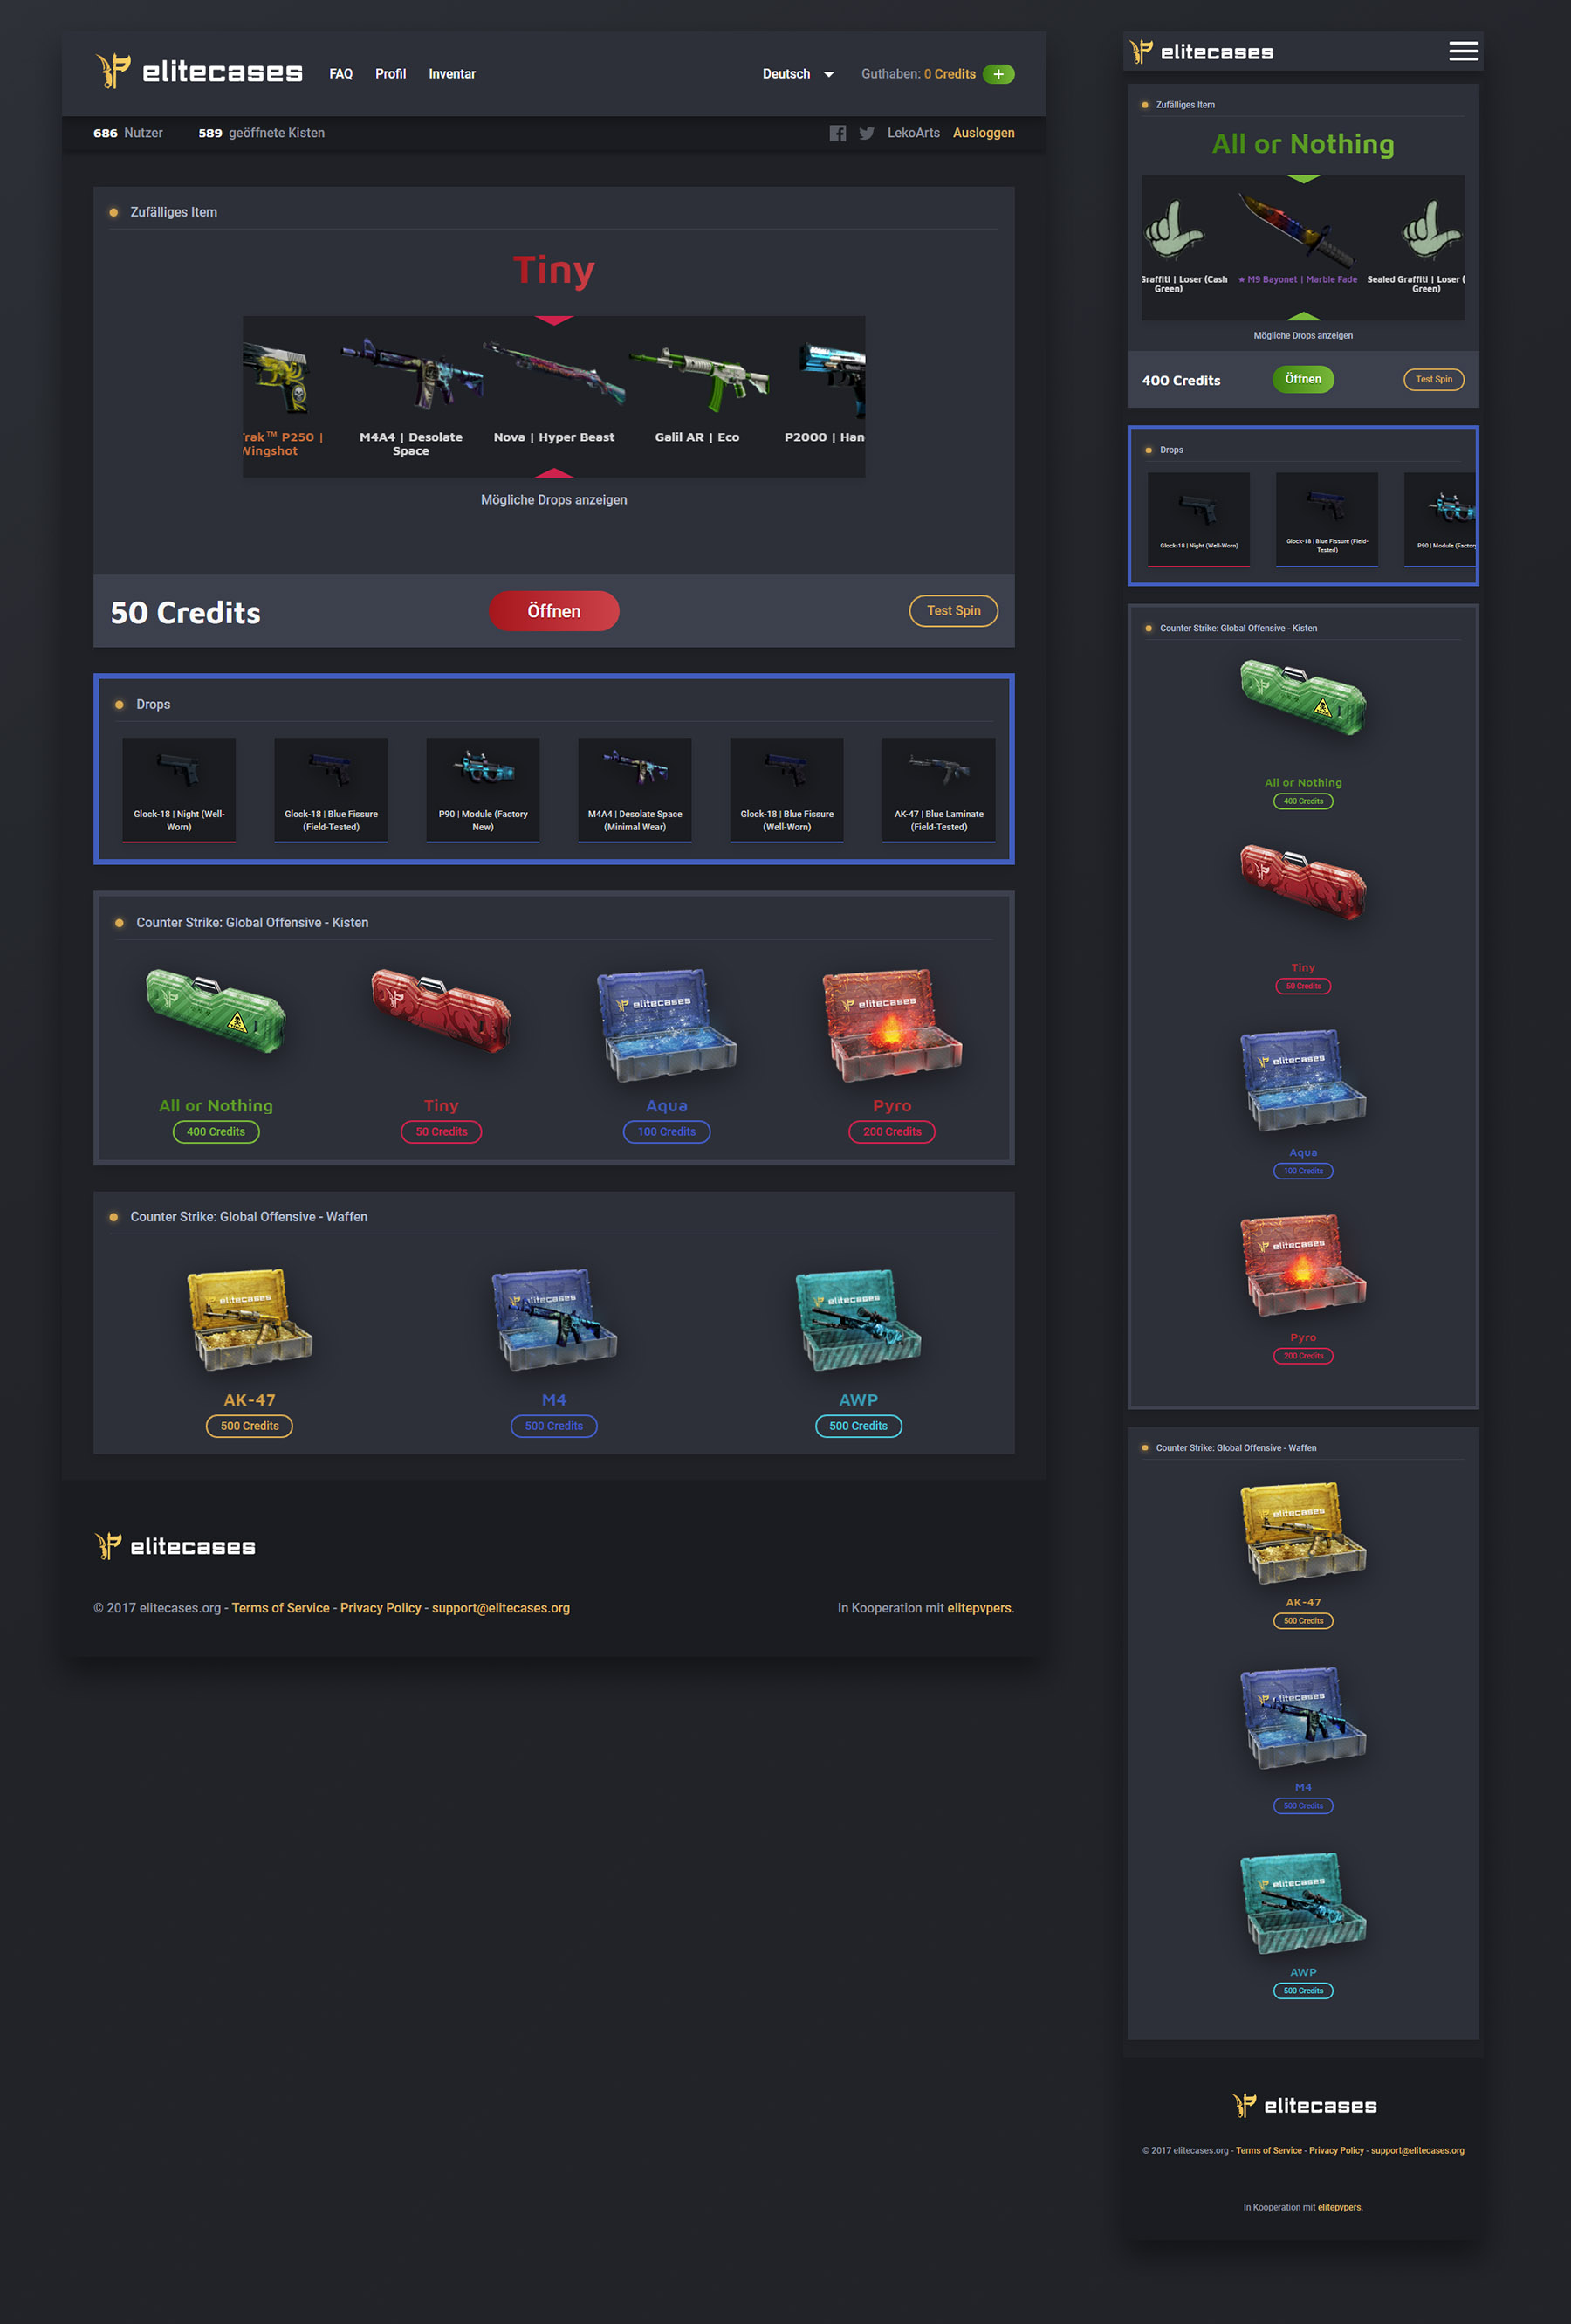 elitecases FAQ Profil Inventar Deutsch Guthaben: 0 Credits +
686 Nutzer 589 geöffnete Kisten LekoArts Ausloggen
Zufälliges Item
Tiny
Trak™ P250 | Wingshot
M4A4 | Desolate Space
Nova | Hyper Beast
Galil AR | Eco
P2000 | Han
Mögliche Drops anzeigen
50 Credits Öffnen Test Spin
Drops
Glock-18 | Night (Well-
Worn)
Glock-18 | Blue Fissure
(Field-Tested)
P90 | Module (Factory
New)
M4A4 | Desolate Space
(Minimal Wear)
Glock-18 | Blue Fissure
(Well-Worn)
AK-47 | Blue Laminate
(Field-Tested)
Counter Strike: Global Offensive - Kisten
elitecases elitecases
All or Nothing Tiny Aqua Pyro
400 Credits 50 Credits 100 Credits 200 Credits
Counter Strike: Global Offensive - Waffen
elitecases elitecases elitecases
AK-47 M4 AWP
500 Credits 500 Credits 500 Credits
elitecases
© 2017 elitecases.org - Terms of Service - Privacy Policy - support@elitecases.org In Kooperation mit elitepvpers.
elitecases
Zufälliges Item
All or Nothing
Graffiti | Loser (Cash
Green)
★ M9 Bayonet | Marble Fade
Sealed Graffiti | Loser (
Green)
Mögliche Drops anzeigen
400 Credits Öffnen Test Spin
Drops
Glock-18 | Night (Well-Worn)
Glock-18 | Blue Fissure (Field-
Tested)
P90 | Module (Factory
Counter Strike: Global Offensive - Kisten
All or Nothing
400 Credits
Tiny
50 Credits
elitecases
Aqua
100 Credits
elitecases
Pyro
200 Credits
Counter Strike: Global Offensive - Waffen
elitecases
AK-47
500 Credits
elitecases
M4
500 Credits
elitecases
AWP
500 Credits
elitecases
© 2017 elitecases.org - Terms of Service - Privacy Policy - support@elitecases.org
In Kooperation mit elitepvpers.